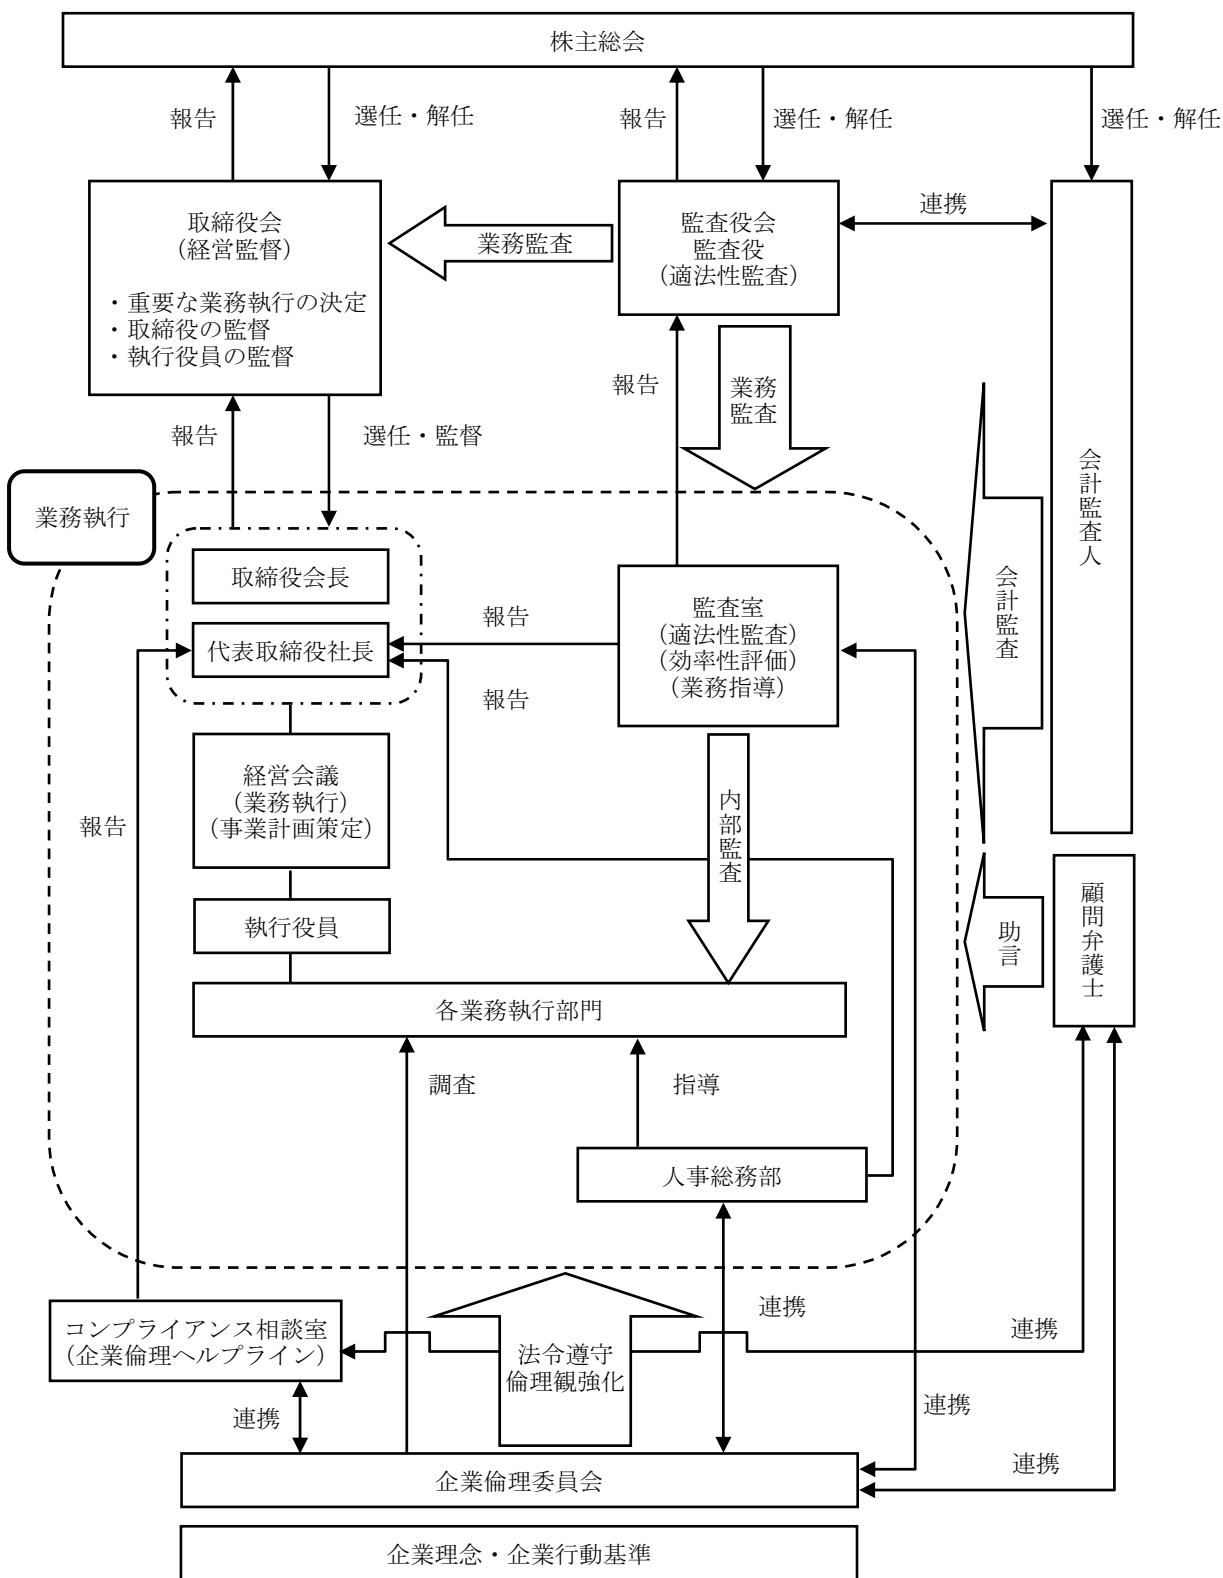 株主総会
報告
選任・解任
報告
選任・解任
選任・解任
取締役会
（経営監督）
・重要な業務執行の決定
・取締役の監督
・執行役員の監督
業務監査
監査役会
監査役
（適法性監査）
連携
会計監査人
報告
選任・監督
報告
業務
監査
業務執行
取締役会長
代表取締役社長
報告
報告
監査室
（適法性監査）
（効率性評価）
（業務指導）
会計監査
経営会議
（業務執行）
（事業計画策定）
報告
内部監査
執行役員
助言
顧問弁護士
各業務執行部門
調査
指導
人事総務部
コンプライアンス相談室
（企業倫理ヘルプライン）
法令遵守
倫理観強化
連携
連携
連携
連携
連携
企業倫理委員会
企業理念・企業行動基準